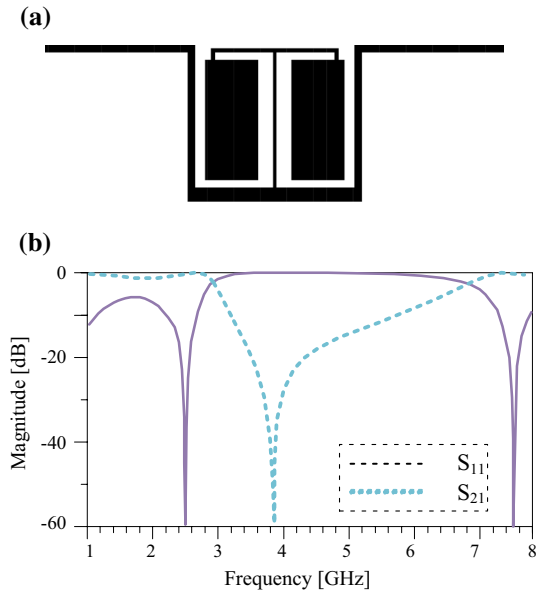 (a)
(b)
0
-20
-40
-60
Magnitude [dB]
S11
S21
1 2 3 4 5 6 7 8
Frequency [GHz]